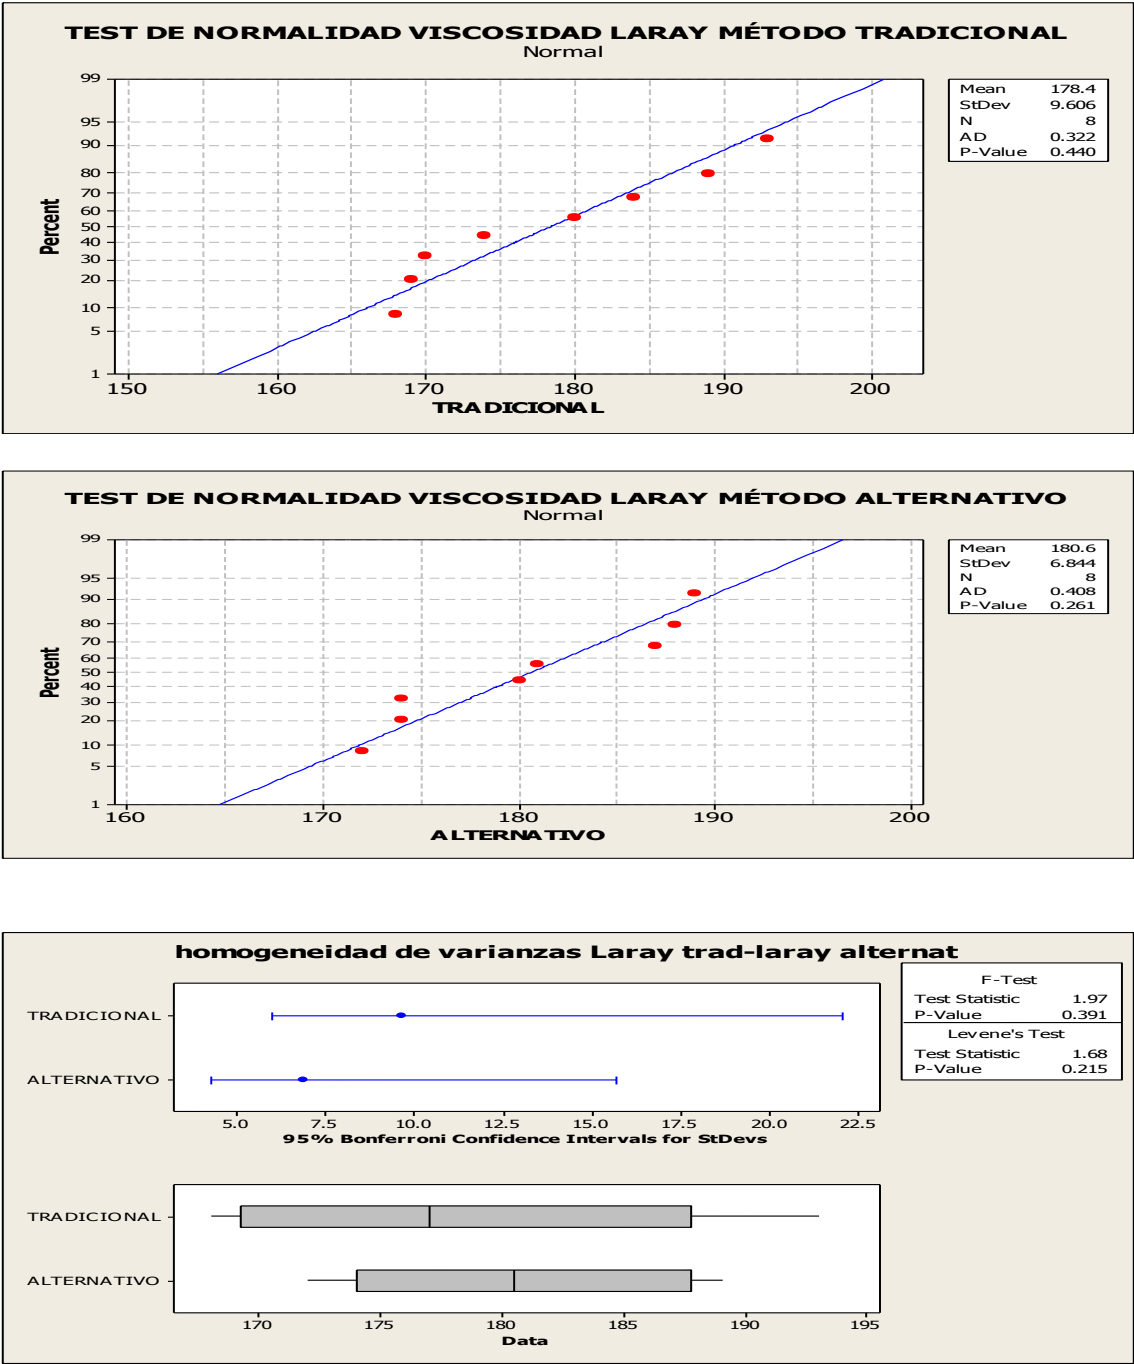 TEST DE NORMALIDAD VISCOSIDAD LARAY MÉTODO TRADICIONAL
Normal
99
95
90
80
70
60
50
40
30
20
10
5
1
Percent
150 160 170 180 190 200
TRADICIONAL
Mean 178.4
StDev 9.606
N 8
AD 0.322
P-Value 0.440
TEST DE NORMALIDAD VISCOSIDAD LARAY MÉTODO ALTERNATIVO
Normal
99
95
90
80
70
60
50
40
30
20
10
5
1
Percent
160 170 180 190 200
ALTERNATIVO
Mean 180.6
StDev 6.844
N 8
AD 0.408
P-Value 0.261
homogeneidad de varianzas Laray trad-laray alternat
TRADICIONAL
ALTERNATIVO
5.0 7.5 10.0 12.5 15.0 17.5 20.0 22.5
95% Bonferroni Confidence Intervals for StDevs
F-Test
Test Statistic 1.97
P-Value 0.391
Levene's Test
Test Statistic 1.68
P-Value 0.215
TRADICIONAL
ALTERNATIVO
170 175 180 185 190 195
Data